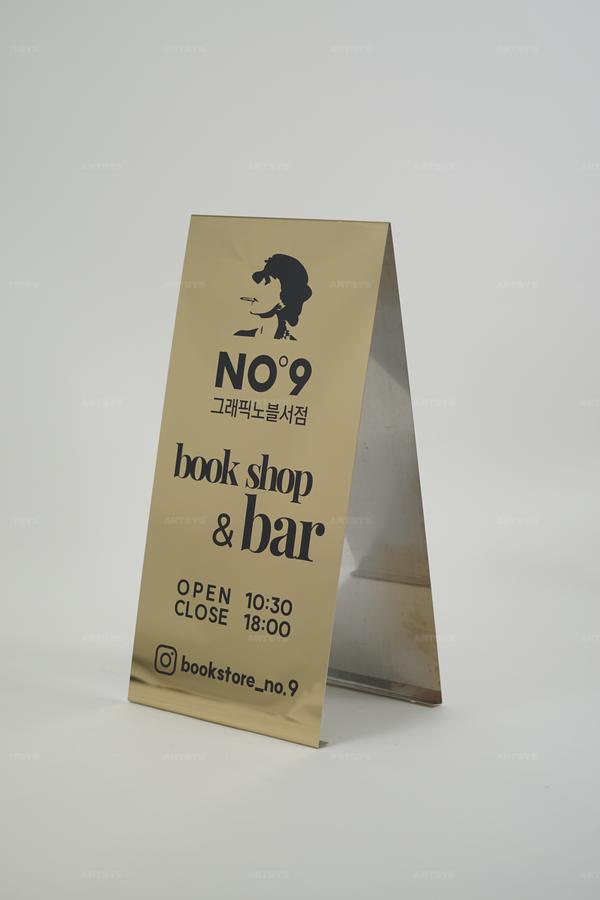 NO°9
그래픽노블서점
book shop
& bar
OPEN 10:30
CLOSE 18:00
bookstore_no.9